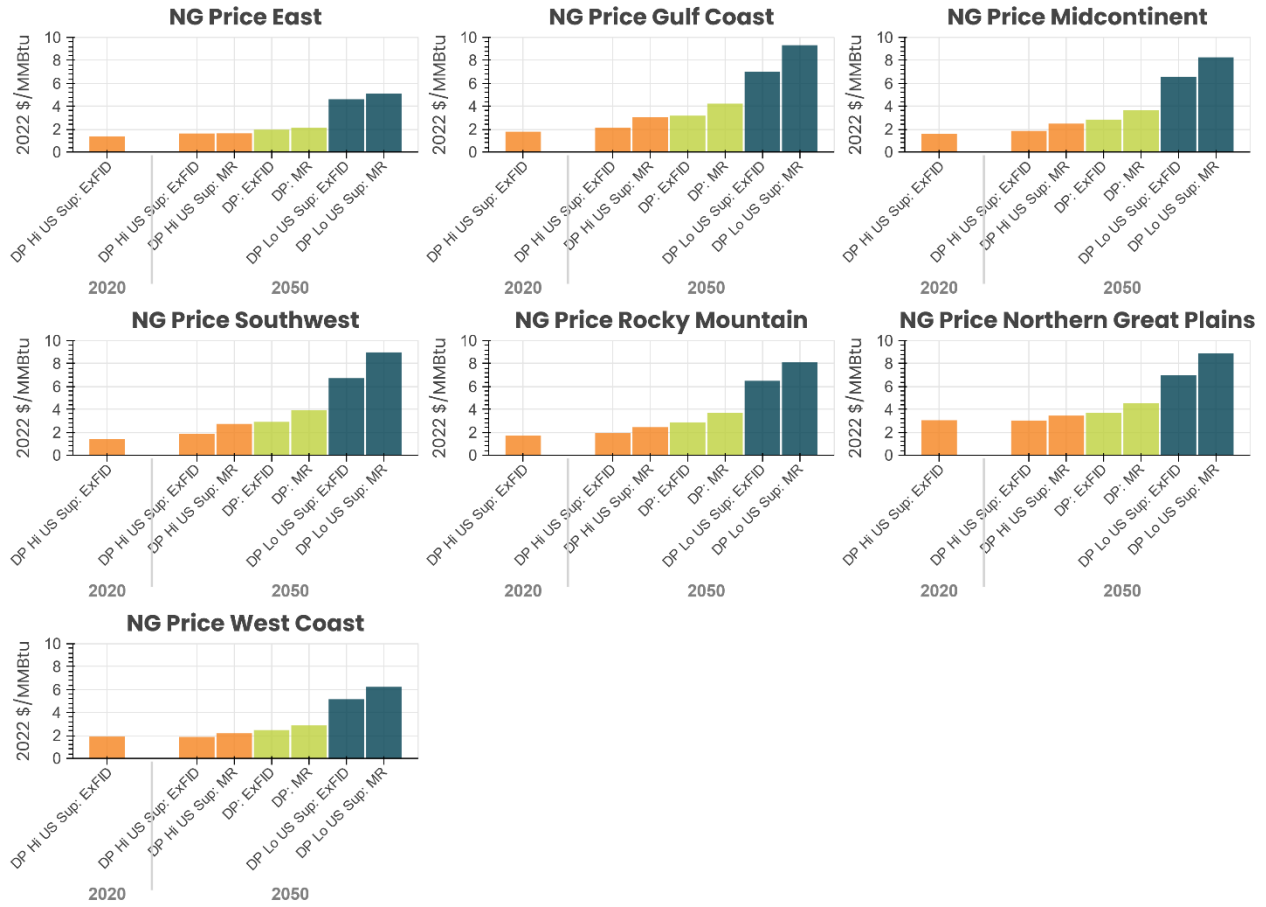 NG Price East
2022 $/MMBtu
10
8
6
4
2
0
DP Hi US Sup: ExFID
DP Hi US Sup: ExFID
DP Hi US Sup: MR
DP: ExFID
DP: MR
DP Lo US Sup: ExFID
DP Lo US Sup: MR
2020
2050
NG Price Gulf Coast
2022 $/MMBtu
10
8
6
4
2
0
DP Hi US Sup: ExFID
DP Hi US Sup: ExFID
DP Hi US Sup: MR
DP: ExFID
DP: MR
DP Lo US Sup: ExFID
DP Lo US Sup: MR
2020
2050
NG Price Midcontinent
2022 $/MMBtu
10
8
6
4
2
0
DP Hi US Sup: ExFID
DP Hi US Sup: ExFID
DP Hi US Sup: MR
DP: ExFID
DP: MR
DP Lo US Sup: ExFID
DP Lo US Sup: MR
2020
2050
NG Price Southwest
2022 $/MMBtu
10
8
6
4
2
0
DP Hi US Sup: ExFID
DP Hi US Sup: ExFID
DP Hi US Sup: MR
DP: ExFID
DP: MR
DP Lo US Sup: ExFID
DP Lo US Sup: MR
2020
2050
NG Price Rocky Mountain
2022 $/MMBtu
10
8
6
4
2
0
DP Hi US Sup: ExFID
DP Hi US Sup: ExFID
DP Hi US Sup: MR
DP: ExFID
DP: MR
DP Lo US Sup: ExFID
DP Lo US Sup: MR
2020
2050
NG Price Northern Great Plains
2022 $/MMBtu
10
8
6
4
2
0
DP Hi US Sup: ExFID
DP Hi US Sup: ExFID
DP Hi US Sup: MR
DP: ExFID
DP: MR
DP Lo US Sup: ExFID
DP Lo US Sup: MR
2020
2050
NG Price West Coast
2022 $/MMBtu
10
8
6
4
2
0
DP Hi US Sup: ExFID
DP Hi US Sup: ExFID
DP Hi US Sup: MR
DP: ExFID
DP: MR
DP Lo US Sup: ExFID
DP Lo US Sup: MR
2020
2050